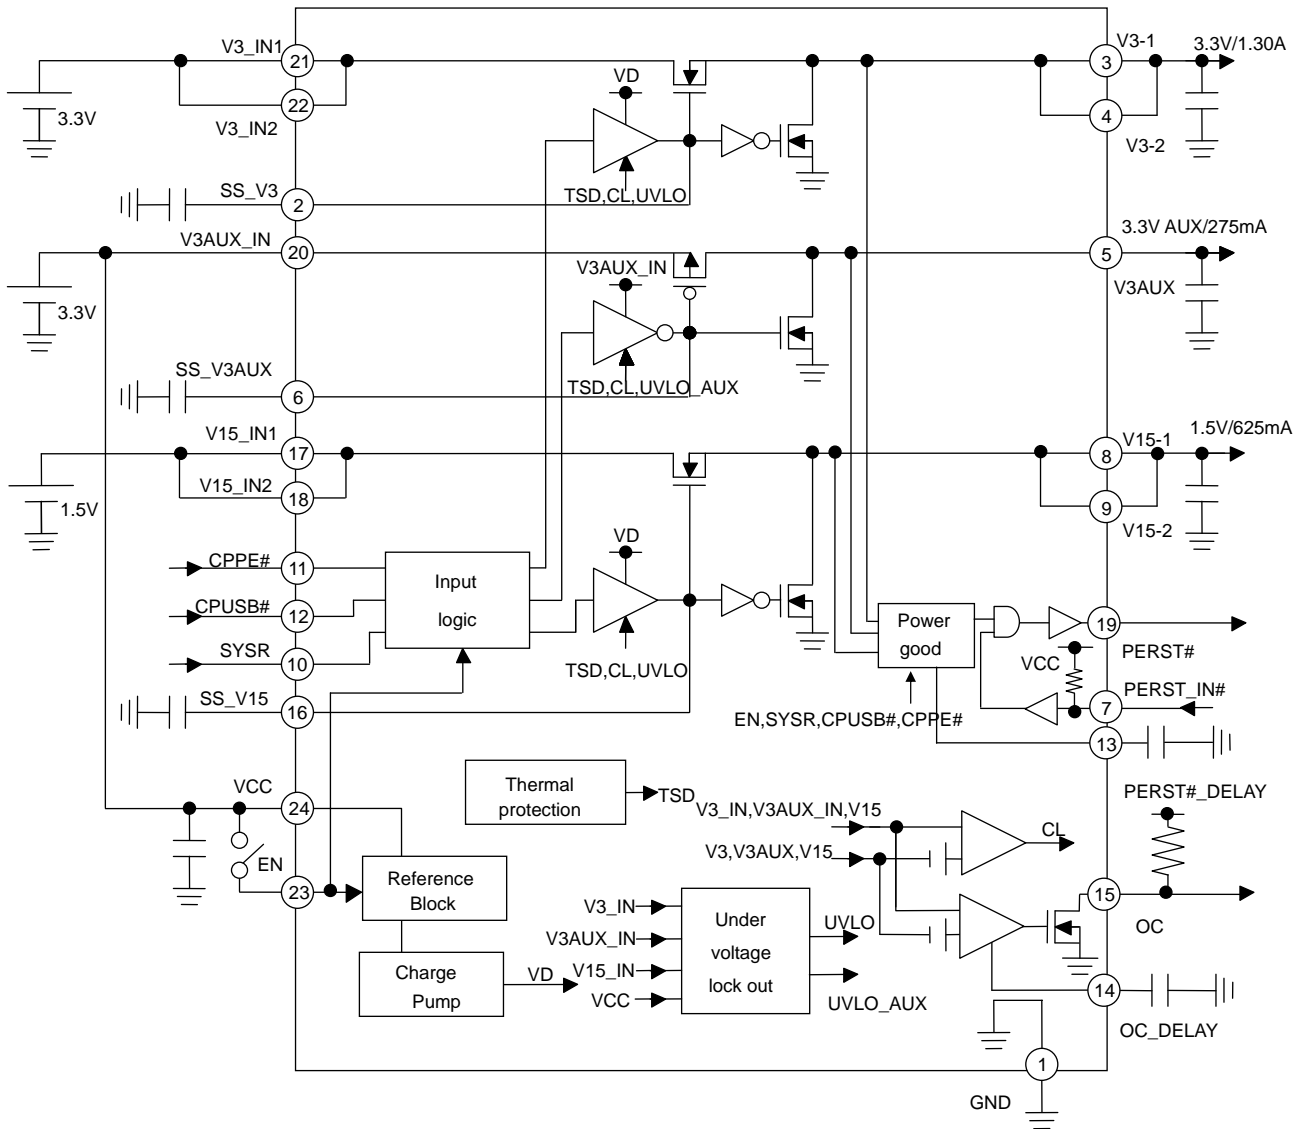 V3_IN1
21
V3-1
3
3.3V/1.30A
VD
3.3V
22
V3_IN2
4
V3-2
SS_V3
2
TSD,CL,UVLO
V3AUX_IN
20
3.3V AUX/275mA
5
V3AUX_IN
V3AUX
3.3V
SS_V3AUX
6
TSD,CL,UVLO_AUX
V15_IN1
17
V15-1
8
1.5V/625mA
V15_IN2
18
1.5V
9
V15-2
VD
CPPE#
11
Input
logic
CPUSB#
12
SYSR
10
TSD,CL,UVLO
Power
good
19
PERST#
VCC
SS_V15
16
EN,SYSR,CPUSB#,CPPE#
PERST_IN#
7
13
Thermal
protection
TSD
VCC
24
PERST#_DELAY
V3_IN,V3AUX_IN,V15
CL
V3,V3AUX,V15
EN
23
Reference
Block
15
OC
V3_IN
V3AUX_IN
V15_IN
VCC
Under
voltage
lock out
UVLO
UVLO_AUX
Charge
Pump
VD
14
OC_DELAY
1
GND